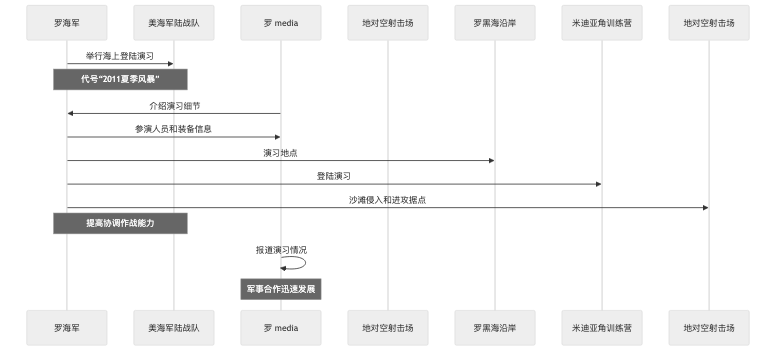 罗海军
美海军陆战队
罗 media
地对空射击场
罗黑海沿岸
米迪亚角训练营
地对空射击场
举行海上登陆演习
代号“2011夏季风暴”
介绍演习细节
参演人员和装备信息
演习地点
登陆演习
沙滩侵入和进攻据点
提高协调作战能力
报道演习情况
军事合作迅速发展
罗海军
美海军陆战队
罗 media
地对空射击场
罗黑海沿岸
米迪亚角训练营
地对空射击场